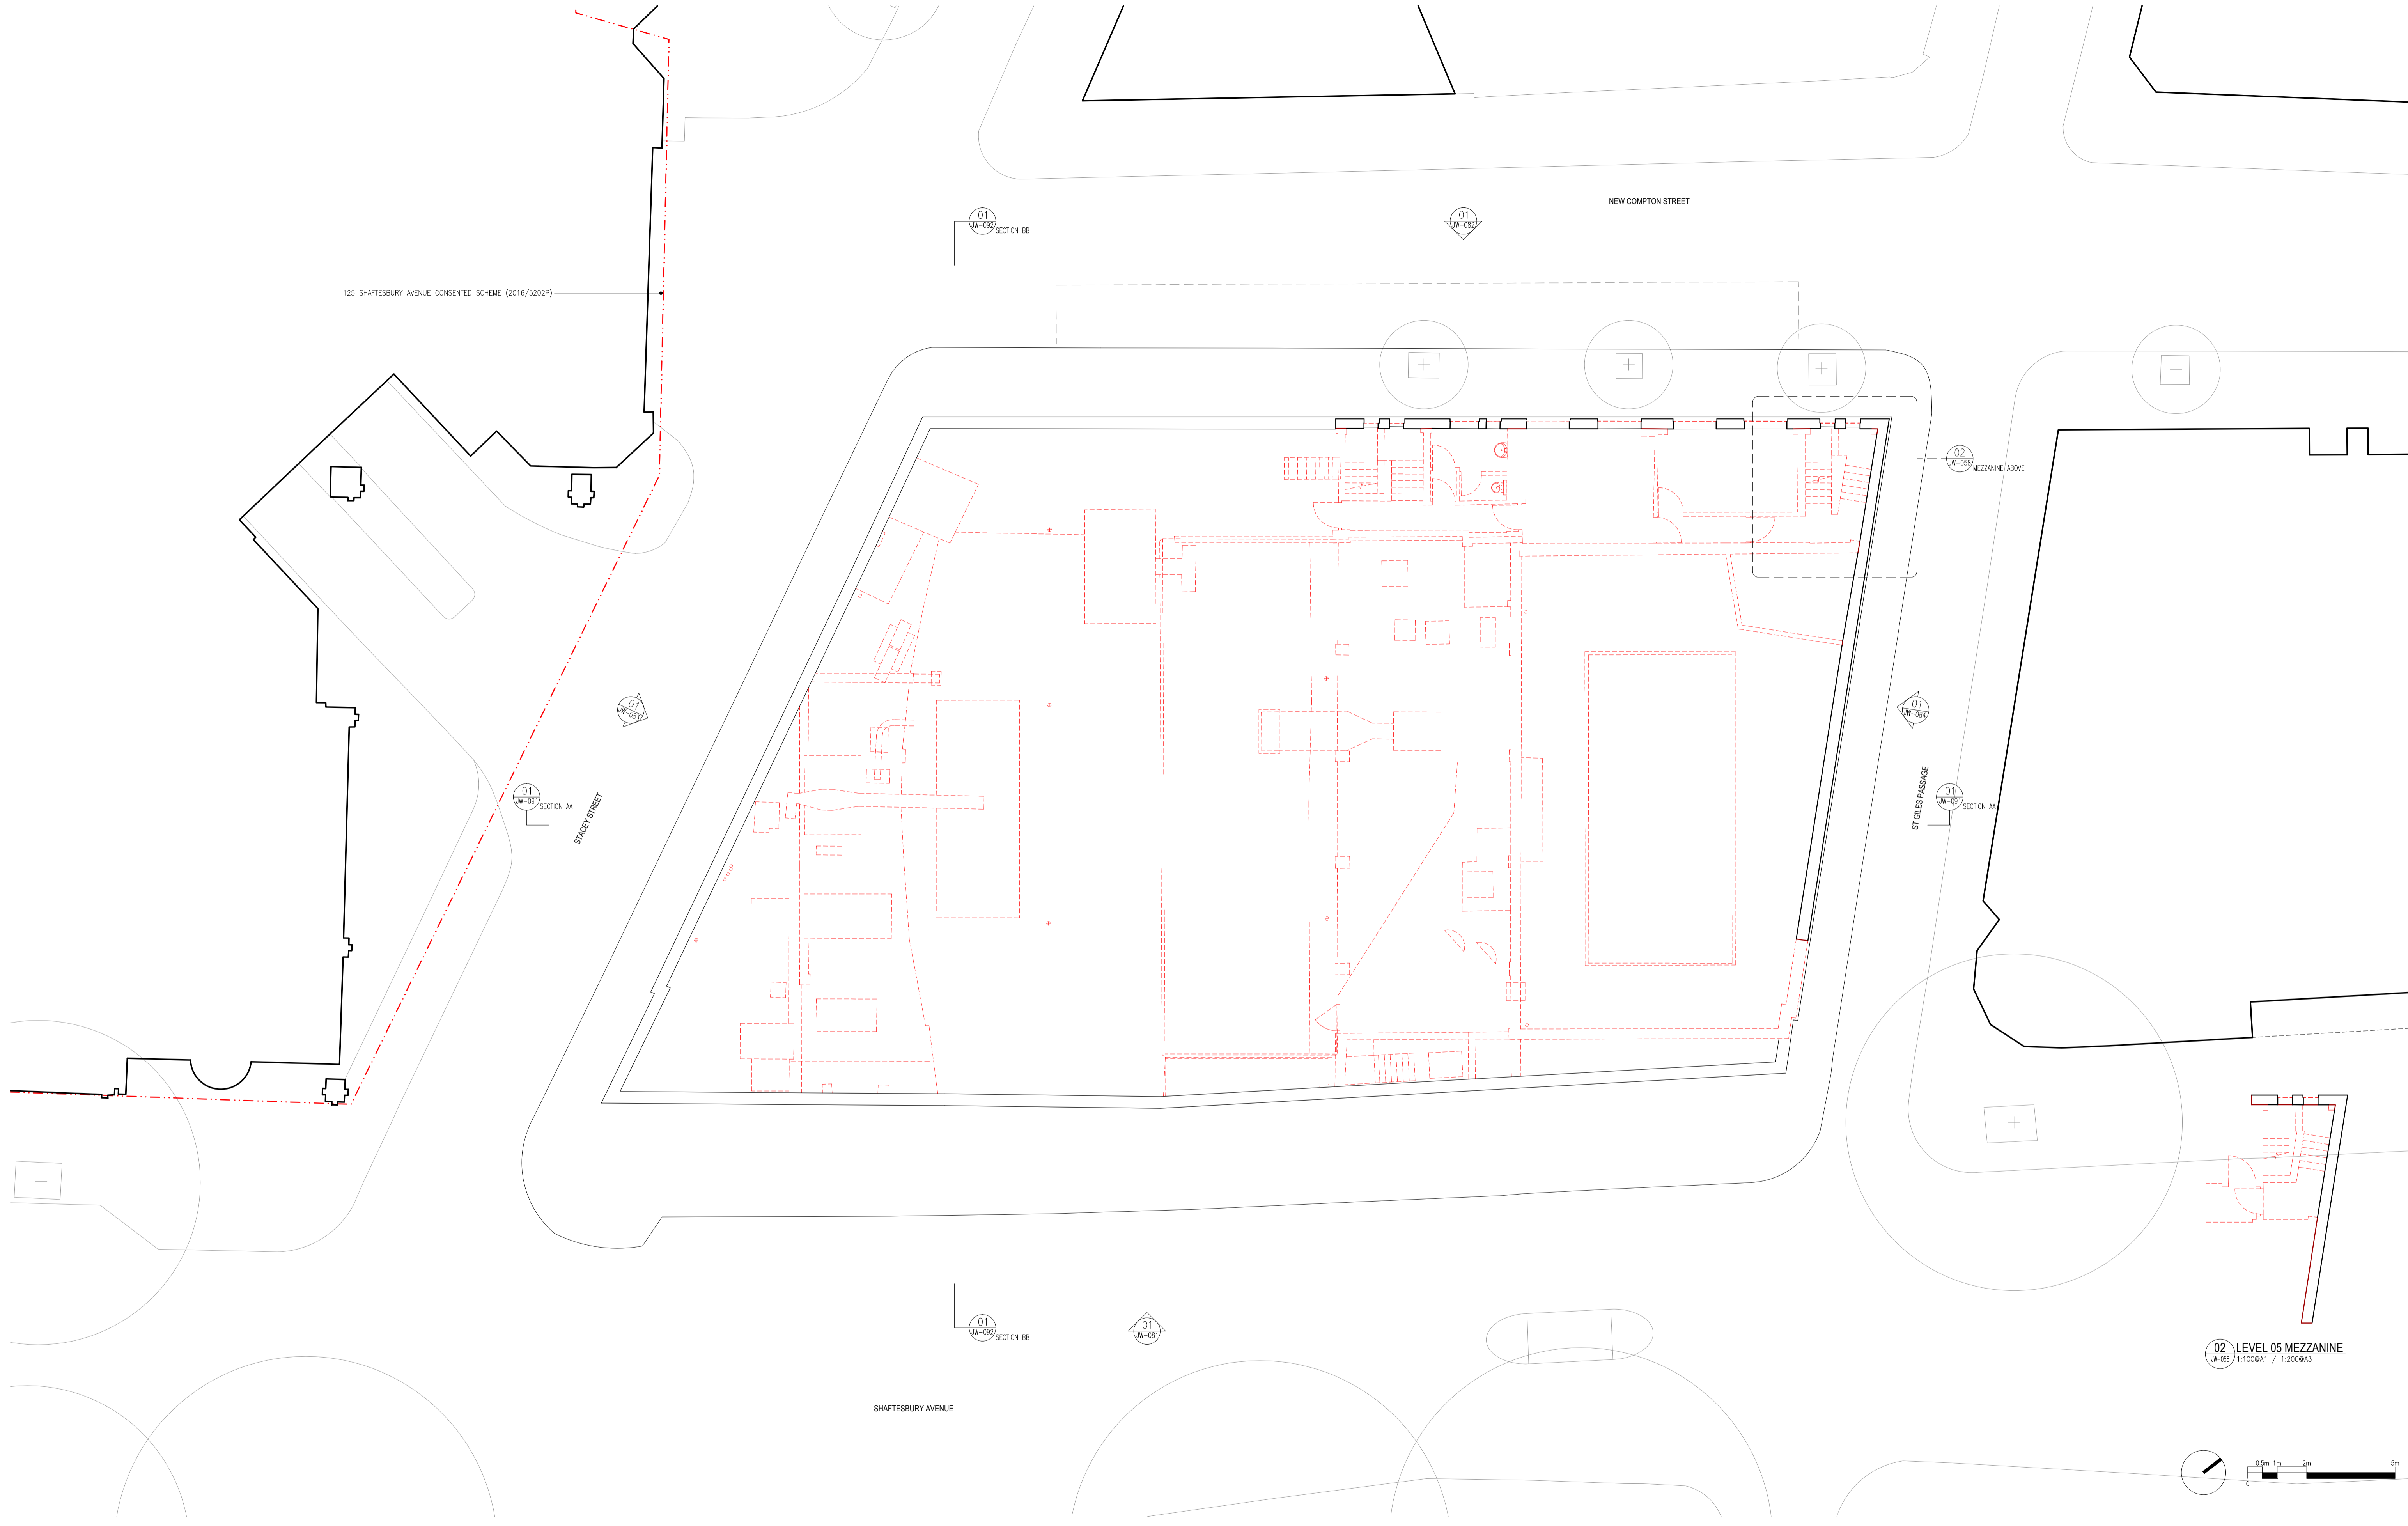 NEW COMPTON STREET
01
JW-092
SECTION BB
01
JW-082
125 SHAFTESBURY AVENUE CONSENTED SCHEME (2016/5202P)
02
JW-058
MEZZANINE ABOVE
01
JW-083
01
JW-084
01
JW-091
SECTION AA
STACEY STREET
ST GILES PASSAGE
01
JW-091
SECTION AA
01
JW-092
SECTION BB
01
JW-081
02
JW-058
LEVEL 05 MEZZANINE
1:100@A1 / 1:200@A3
SHAFTESBURY AVENUE
0.5m 1m 2m 5m
0